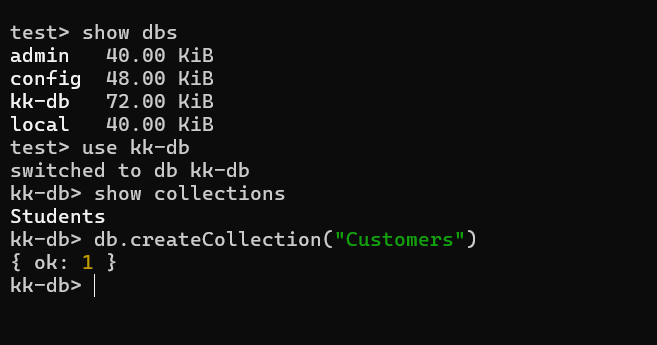 test> show dbs
admin   40.00 KiB
config  48.00 KiB
kk-db   72.00 KiB
local   40.00 KiB
test> use kk-db
switched to db kk-db
kk-db> show collections
Students
kk-db> db.createCollection("Customers")
{ ok: 1 }
kk-db>